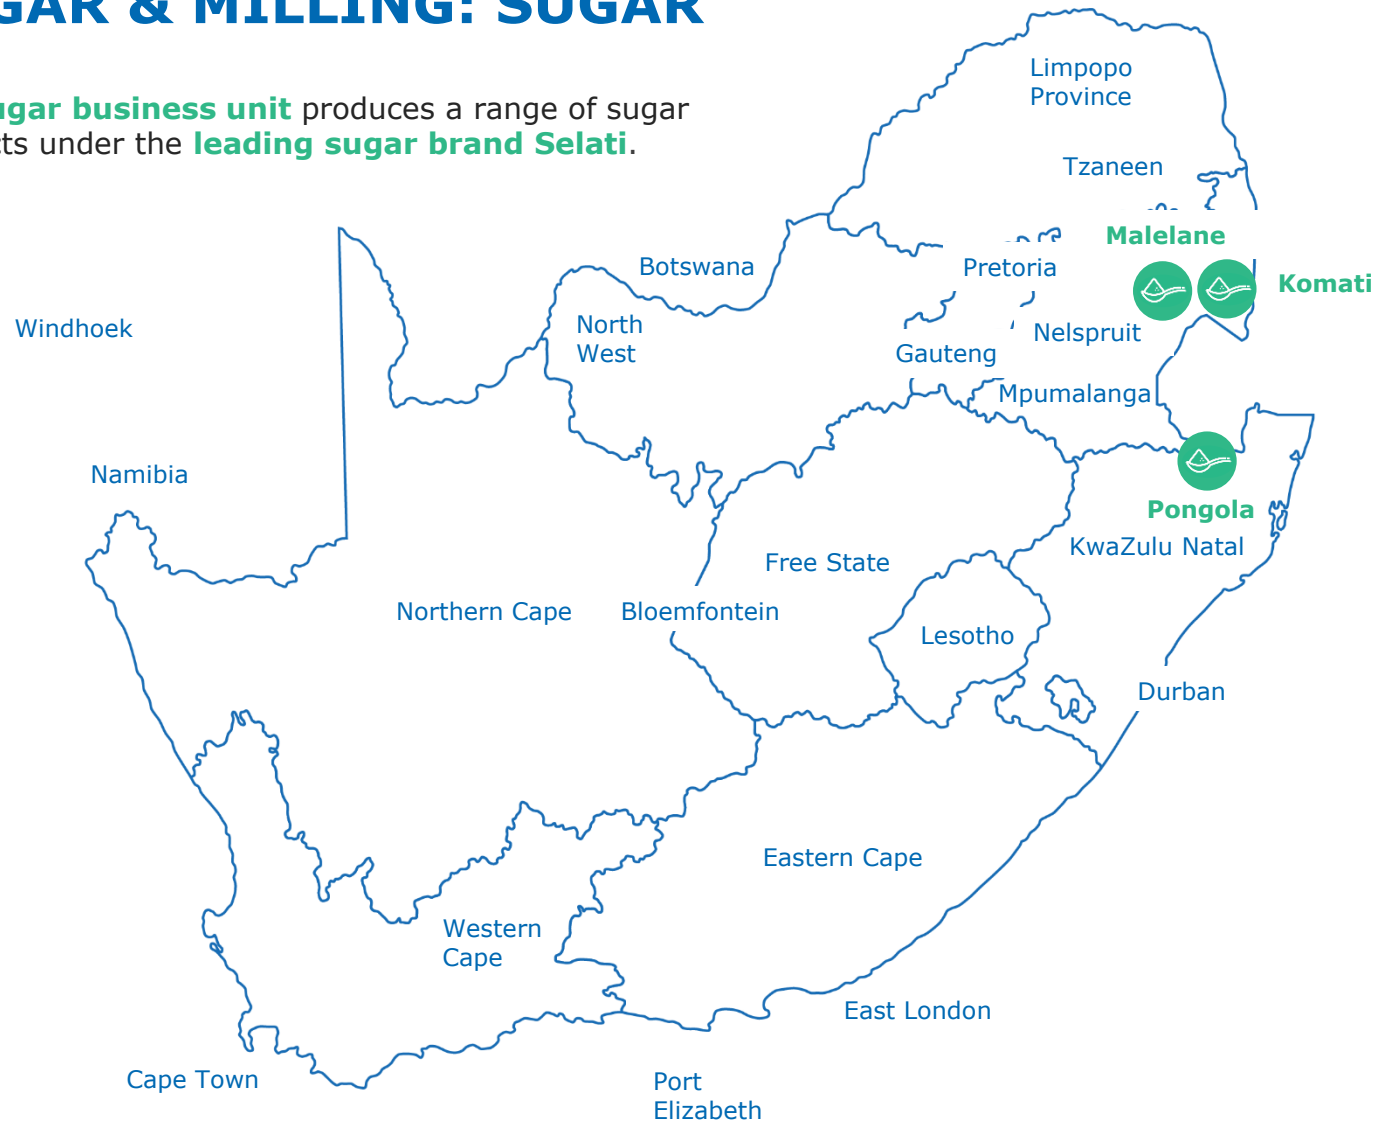 GAR & MILLING: SUGAR
ugar business unit produces a range of sugar
cts under the leading sugar brand Selati.
Limpopo
Province
Tzaneen
Malelane
Botswana
Pretoria
Komati
Windhoek
North
West
Nelspruit
Gauteng
Mpumalanga
Namibia
Pongola
KwaZulu Natal
Free State
Northern Cape
Bloemfontein
Lesotho
Durban
Eastern Cape
Western
Cape
East London
Cape Town
Port
Elizabeth